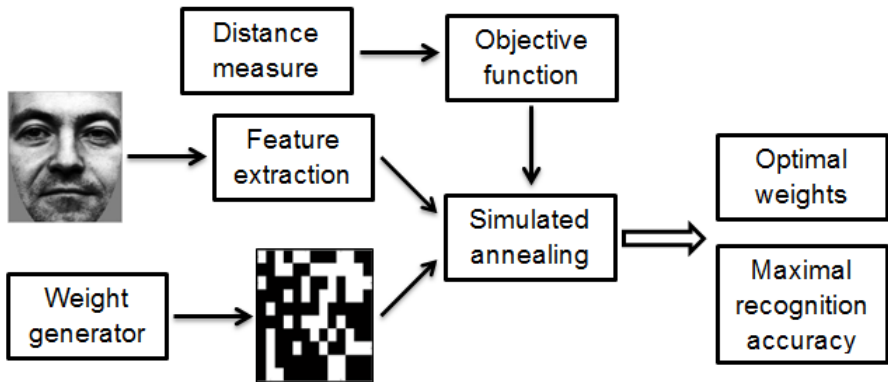 Distance
measure
Objective
function
Feature
extraction
Simulated
annealing
Optimal
weights
Weight
generator
Maximal
recognition
accuracy